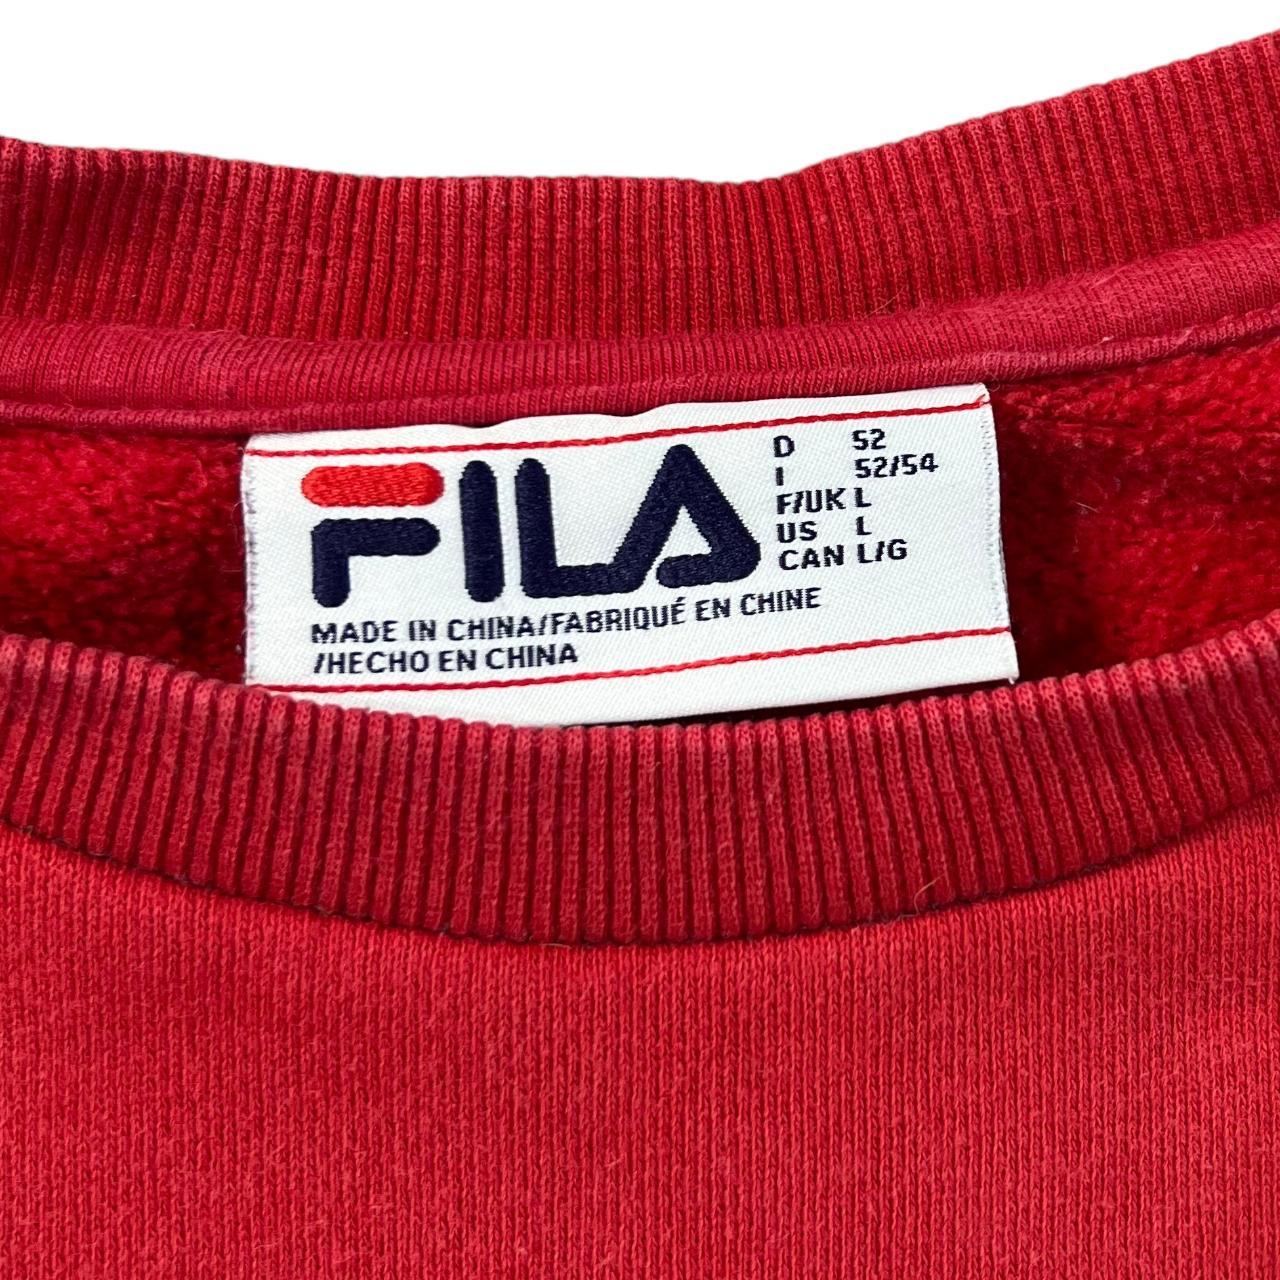 FILA
D 52
I 52/54
F/UK L
US L
CAN L/G
MADE IN CHINA/FABRIQUÉ EN CHINE
/HECHO EN CHINA